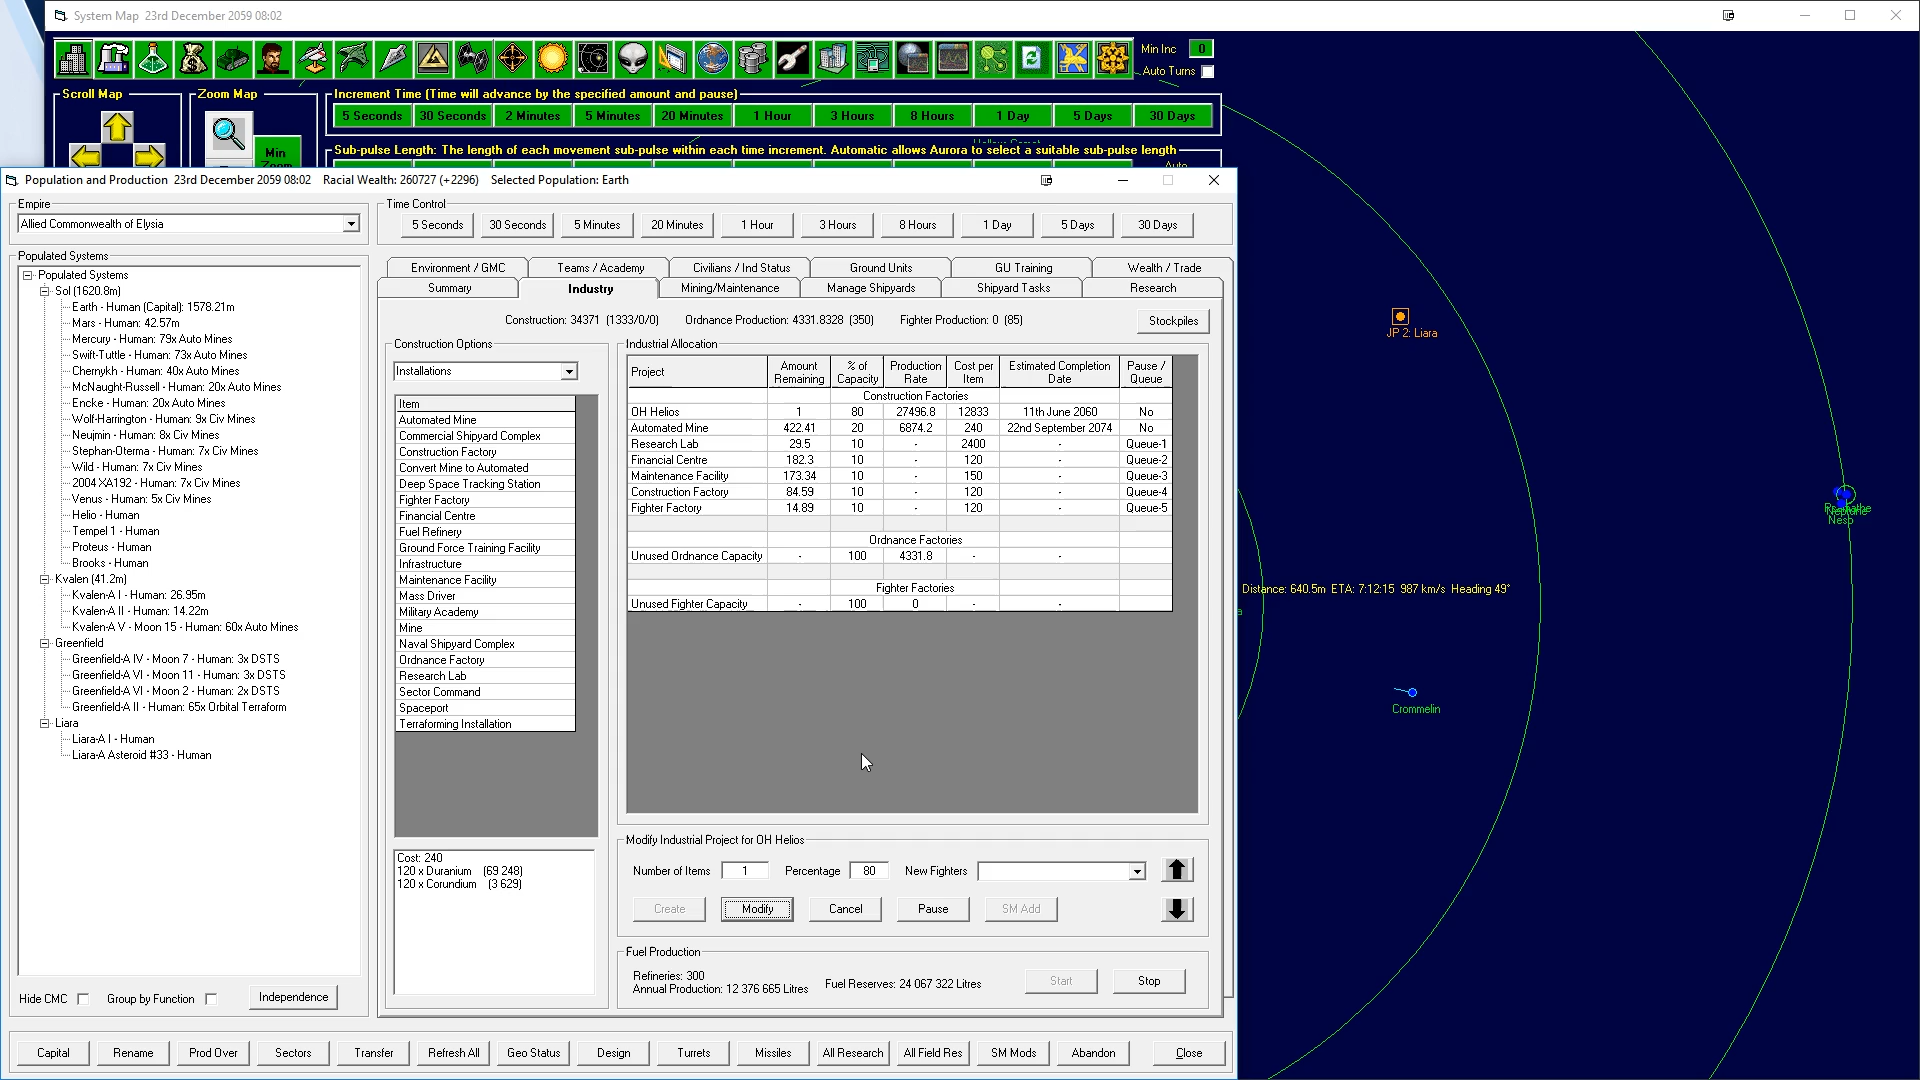 System Map  23rd December 2059 08:02
Min Inc 0
Auto Turns
Scroll Map
Zoom Map
Min
Increment Time (Time will advance by the specified amount and pause)
5 Seconds 30 Seconds 2 Minutes 5 Minutes 20 Minutes 1 Hour 3 Hours 8 Hours 1 Day 5 Days 30 Days
Sub-pulse Length: The length of each movement sub-pulse within each time increment. Automatic allows Aurora to select a suitable sub-pulse length
Population and Production  23rd December 2059 08:02  Racial Wealth: 260727 (+2296)  Selected Population: Earth
Empire
Allied Commonwealth of Elysia
Populated Systems
Populated Systems
Sol (1620.8m)
Earth - Human (Capital): 1578.21m
Mars - Human: 42.57m
Mercury - Human: 79x Auto Mines
Swift-Tuttle - Human: 73x Auto Mines
Chernykh - Human: 40x Auto Mines
McNaught-Russell - Human: 20x Auto Mines
Encke - Human: 20x Auto Mines
Wolf-Harrington - Human: 9x Civ Mines
Neujmin - Human: 8x Civ Mines
Stephan-Oterma - Human: 7x Civ Mines
Wild - Human: 7x Civ Mines
2004 XA192 - Human: 7x Civ Mines
Venus - Human: 5x Civ Mines
Helio - Human
Tempel 1 - Human
Proteus - Human
Brooks - Human
Kvalen (41.2m)
Kvalen-A I - Human: 26.95m
Kvalen-A II - Human: 14.22m
Kvalen-A V - Moon 15 - Human: 60x Auto Mines
Greenfield
Greenfield-A IV - Moon 7 - Human: 3x DSTS
Greenfield-A VI - Moon 11 - Human: 3x DSTS
Greenfield-A VI - Moon 2 - Human: 2x DSTS
Greenfield-A II - Human: 65x Orbital Terraform
Liara
Liara-A I - Human
Liara-A Asteroid #33 - Human
Hide CMC
Group by Function
Independence
Time Control
5 Seconds 30 Seconds 5 Minutes 20 Minutes 1 Hour 3 Hours 8 Hours 1 Day 5 Days 30 Days
Environment / GMC Teams / Academy Civilians / Ind Status Ground Units GU Training Wealth / Trade
Summary Industry Mining/Maintenance Manage Shipyards Shipyard Tasks Research
Construction: 34371 (1333/0/0) Ordnance Production: 4331.8328 (350) Fighter Production: 0 (85)
Stockpiles
Construction Options
Installations
Item
Automated Mine
Commercial Shipyard Complex
Construction Factory
Convert Mine to Automated
Deep Space Tracking Station
Fighter Factory
Financial Centre
Fuel Refinery
Ground Force Training Facility
Infrastructure
Maintenance Facility
Mass Driver
Military Academy
Mine
Naval Shipyard Complex
Ordnance Factory
Research Lab
Sector Command
Spaceport
Terraforming Installation
Cost: 240
120 x Duranium (69 248)
120 x Corundium (3 629)
Industrial Allocation
Project Amount Remaining % of Capacity Production Rate Cost per Item Estimated Completion Date Pause / Queue
Construction Factories
OH Helios 1 80 27496.8 12833 11th June 2060 No
Automated Mine 422.41 20 6874.2 240 22nd September 2074 No
Research Lab 29.5 10 - 2400 - Queue-1
Financial Centre 182.3 10 - 120 - Queue-2
Maintenance Facility 173.34 10 - 150 - Queue-3
Construction Factory 84.59 10 - 120 - Queue-4
Fighter Factory 14.89 10 - 120 - Queue-5
Ordnance Factories
Unused Ordnance Capacity - 100 4331.8 - -
Fighter Factories
Unused Fighter Capacity - 100 0 - -
Modify Industrial Project for OH Helios
Number of Items 1 Percentage 80 New Fighters
Create Modify Cancel Pause SM Add
Fuel Production
Refineries: 300
Annual Production: 12 376 665 Litres
Fuel Reserves: 24 067 322 Litres
Start Stop
Capital Rename Prod Over Sectors Transfer Refresh All Geo Status Design Turrets Missiles All Research All Field Res SM Mods Abandon Close
JP 2: Liara
Neso
Distance: 640.5m  ETA: 7:12:15  987 km/s  Heading 49°
Crommelin